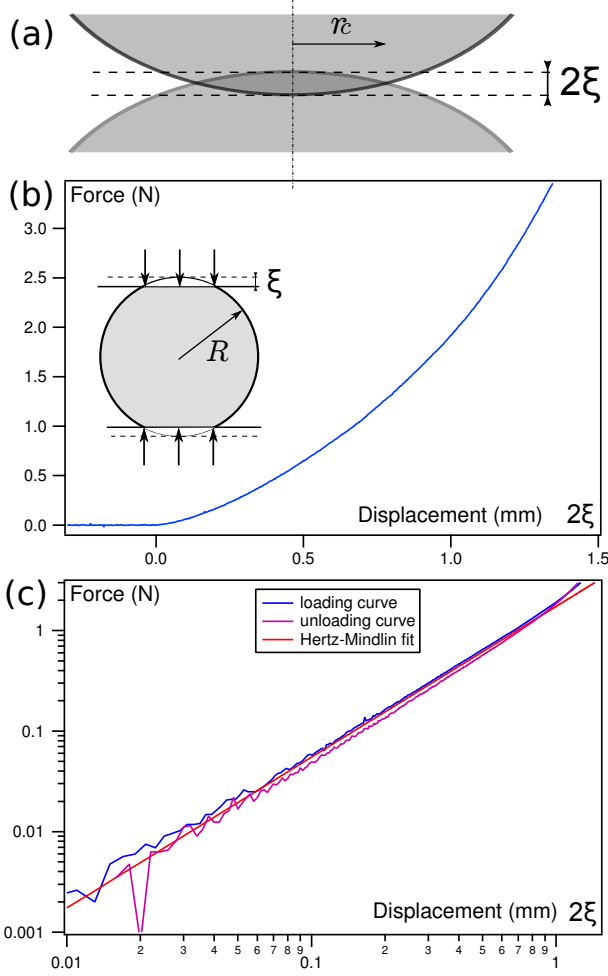 (a)
r_c
2ξ
(b)
Force (N)
3.0
2.5
2.0
1.5
1.0
0.5
0.0
ξ
R
Displacement (mm) 2ξ
0.0 0.5 1.0 1.5
(c)
Force (N)
loading curve
unloading curve
Hertz-Mindlin fit
1
0.1
0.01
0.001
Displacement (mm) 2ξ
0.01 2 3 4 5 6 7 8 9 0.1 2 3 4 5 6 7 8 9 1